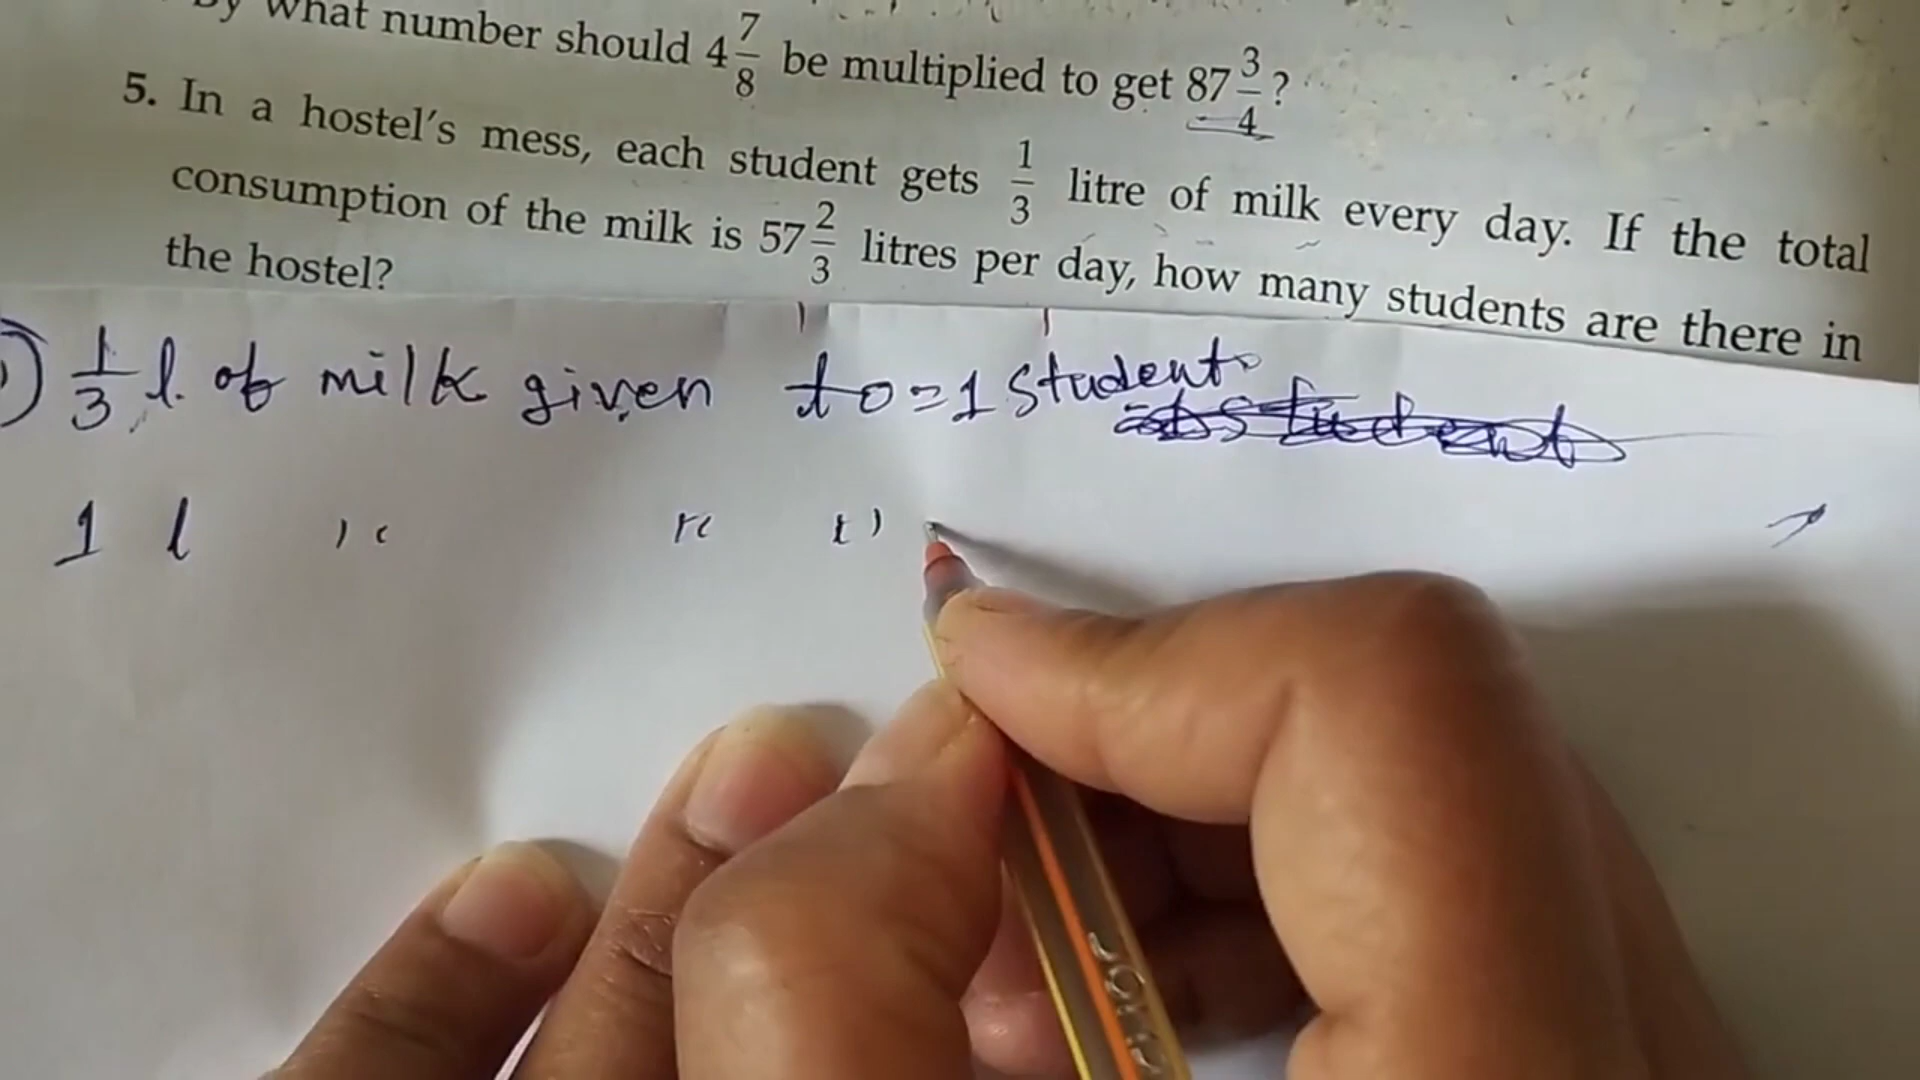 By what number should 4 7/8 be multiplied to get 87 3/4 ?
5. In a hostel's mess, each student gets 1/3 litre of milk every day. If the total
consumption of the milk is 57 2/3 litres per day, how many students are there in
the hostel?
1/3 l. of milk given to = 1 student
1 l " " "